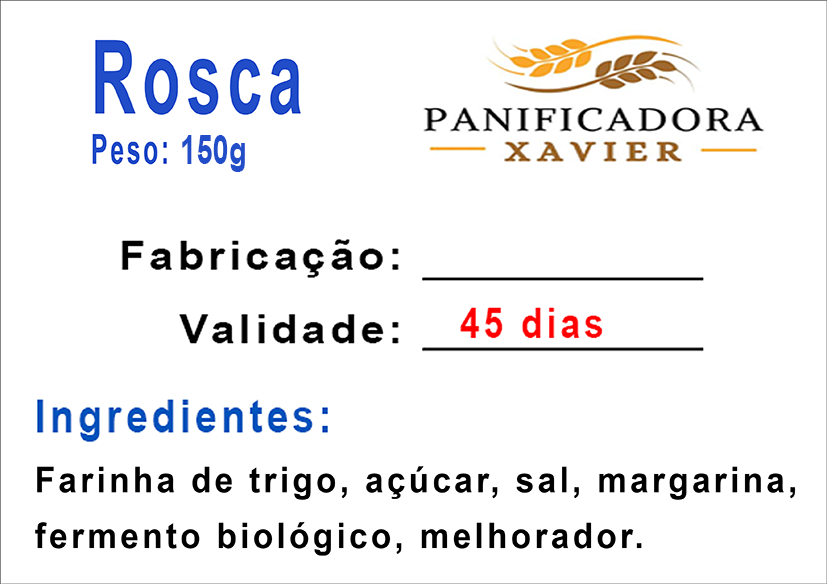 Rosca
Peso: 150g
PANIFICADORA
XAVIER
Fabricação:
Validade: 45 dias
Ingredientes:
Farinha de trigo, açúcar, sal, margarina,
fermento biológico, melhorador.